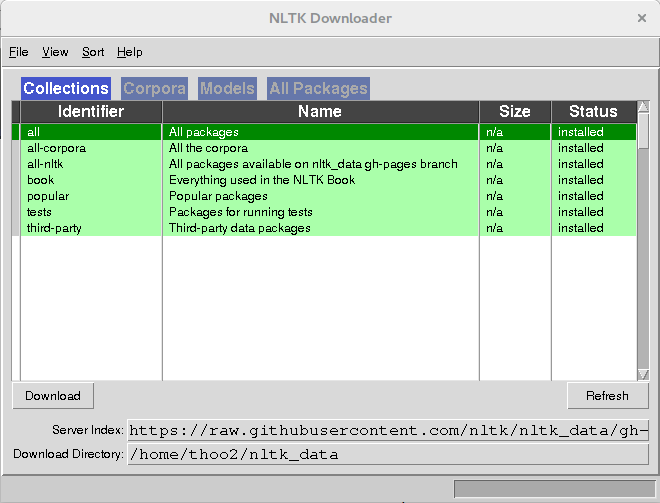 NLTK Downloader
File View Sort Help
Collections Corpora Models All Packages
Identifier Name Size Status
all All packages n/a installed
all-corpora All the corpora n/a installed
all-nltk All packages available on nltk_data gh-pages branch n/a installed
book Everything used in the NLTK Book n/a installed
popular Popular packages n/a installed
tests Packages for running tests n/a installed
third-party Third-party data packages n/a installed
Download Refresh
Server Index: https://raw.githubusercontent.com/nltk/nltk_data/gh-
Download Directory: /home/thoo2/nltk_data